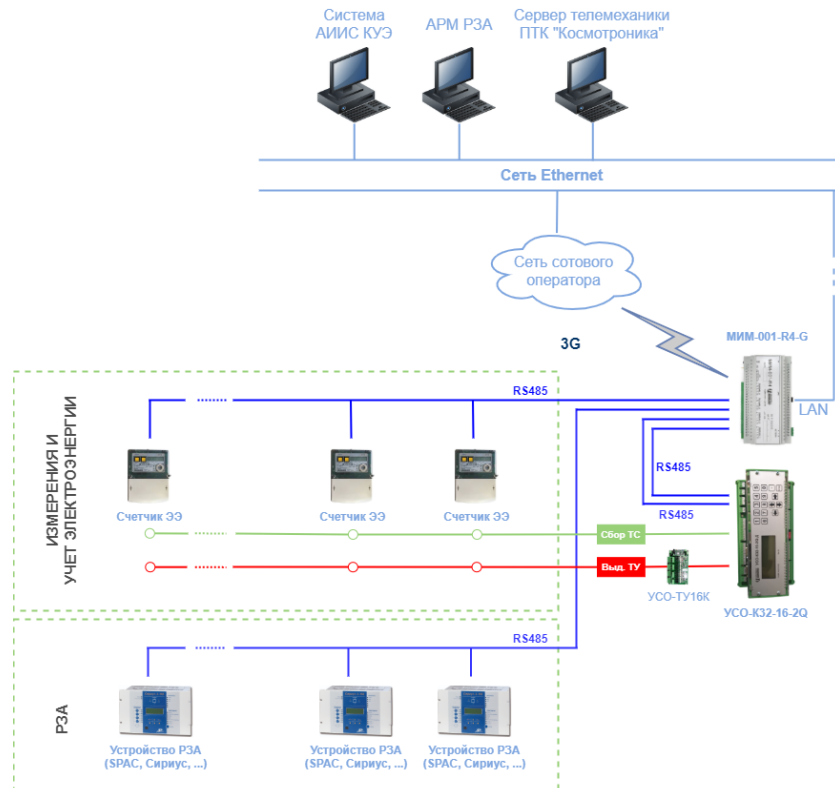 Система
АИИС КУЭ
АРМ РЗА
Сервер телемеханики
ПТК "Космотроника"
Сеть Ethernet
Сеть сотового
оператора
3G
МИМ-001-R4-G
LAN
RS485
RS485
RS485
ИЗМЕРЕНИЯ И
УЧЕТ ЭЛЕКТРОЭНЕРГИИ
Счетчик ЭЭ
Счетчик ЭЭ
Счетчик ЭЭ
Сбор ТС
Выд. ТУ
УСО-ТУ16К
УСО-К32-16-2Q
RS485
РЗА
Устройство РЗА
(SPAC, Сириус, ...)
Устройство РЗА
(SPAC, Сириус, ...)
Устройство РЗА
(SPAC, Сириус, ...)